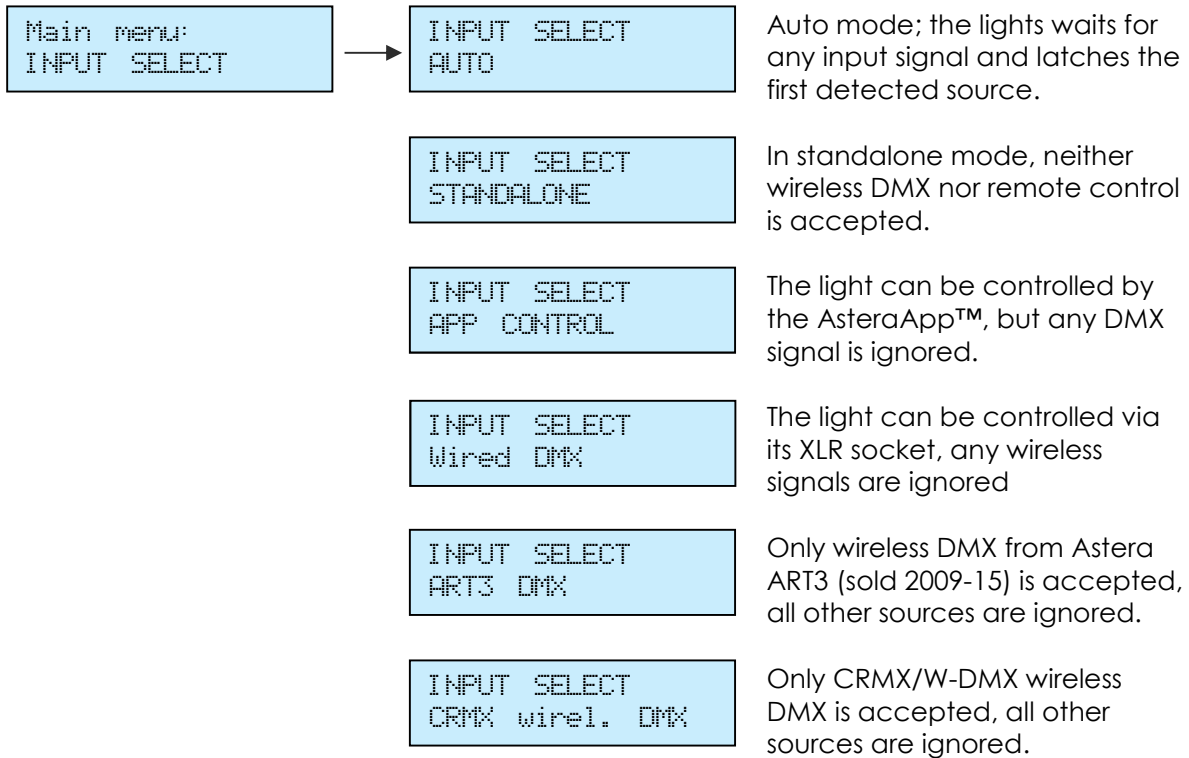 Main menu:
INPUT SELECT
INPUT SELECT
AUTO
Auto mode; the lights waits for
any input signal and latches the
first detected source.
INPUT SELECT
STANDALONE
In standalone mode, neither
wireless DMX nor remote control
is accepted.
INPUT SELECT
APP CONTROL
The light can be controlled by
the AsteraApp™, but any DMX
signal is ignored.
INPUT SELECT
Wired DMX
The light can be controlled via
its XLR socket, any wireless
signals are ignored
INPUT SELECT
ART3 DMX
Only wireless DMX from Astera
ART3 (sold 2009-15) is accepted,
all other sources are ignored.
INPUT SELECT
CRMX wirel. DMX
Only CRMX/W-DMX wireless
DMX is accepted, all other
sources are ignored.